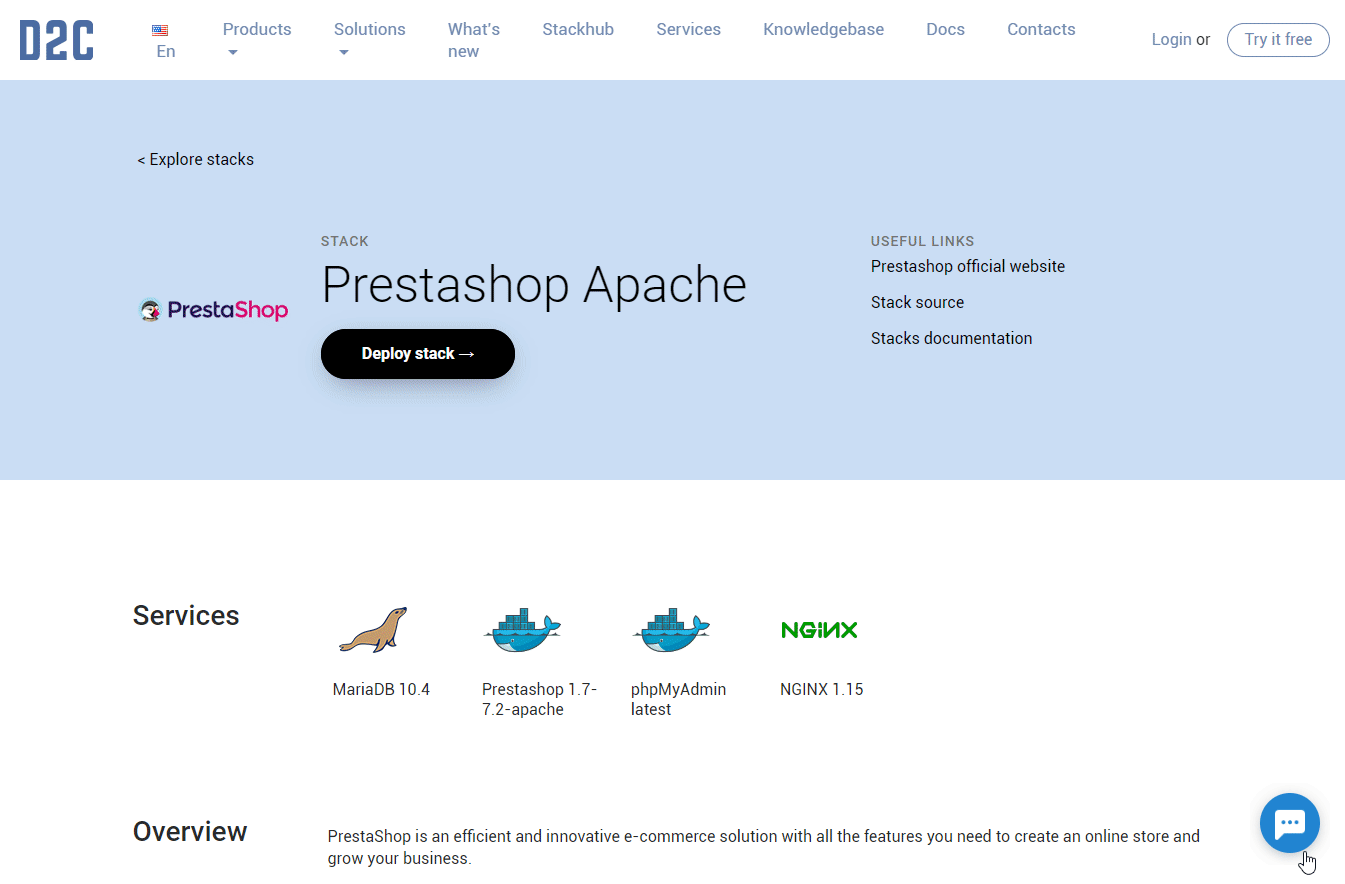 D2C
En
Products
Solutions
What's
new
Stackhub
Services
Knowledgebase
Docs
Contacts
Login or
Try it free
< Explore stacks
PrestaShop
STACK
Prestashop Apache
Deploy stack →
USEFUL LINKS
Prestashop official website
Stack source
Stacks documentation
Services
MariaDB 10.4
Prestashop 1.7-
7.2-apache
phpMyAdmin
latest
NGINX
NGINX 1.15
Overview
PrestaShop is an efficient and innovative e-commerce solution with all the features you need to create an online store and
grow your business.